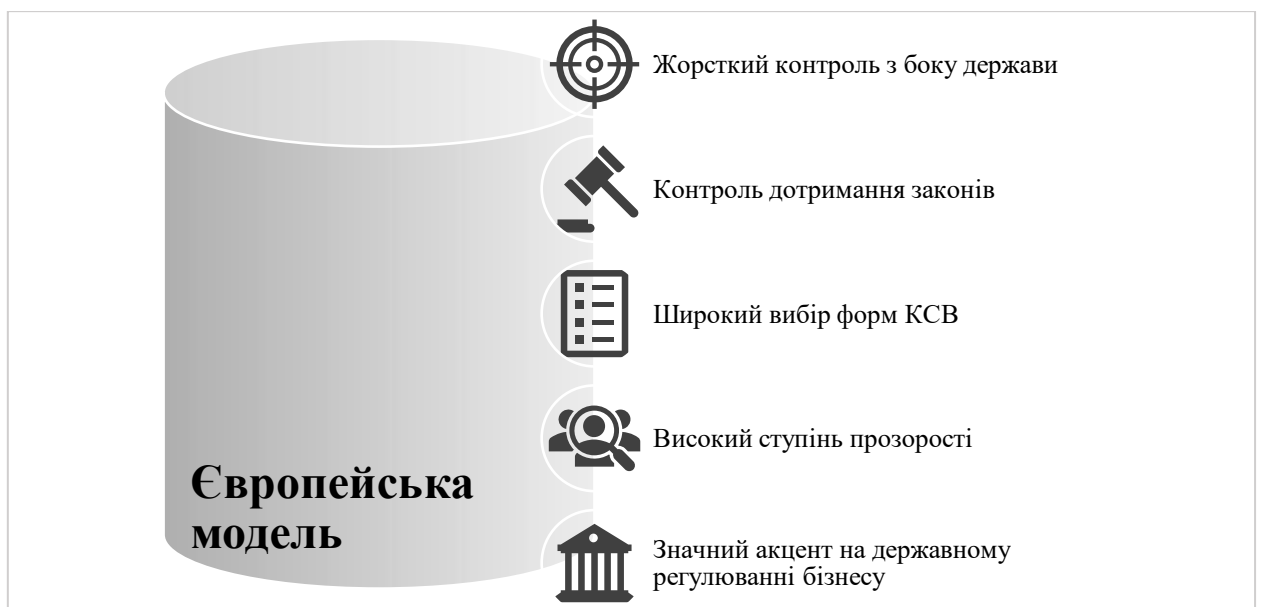 Жорсткий контроль з боку держави
Контроль дотримання законів
Широкий вибір форм КСВ
Високий ступінь прозорості
Європейська
модель
Значний акцент на державному
регулюванні бізнесу